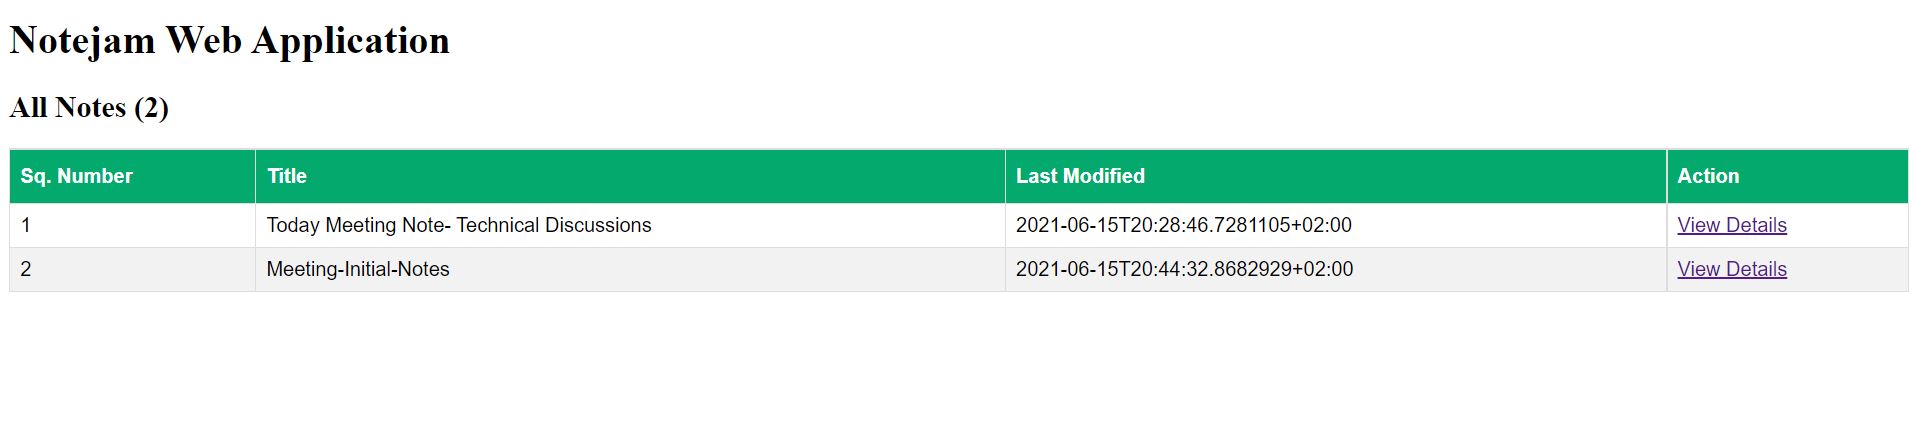 Notejam Web Application
All Notes (2)
Sq. Number Title Last Modified Action
1 Today Meeting Note- Technical Discussions 2021-06-15T20:28:46.7281105+02:00 View Details
2 Meeting-Initial-Notes 2021-06-15T20:44:32.8682929+02:00 View Details